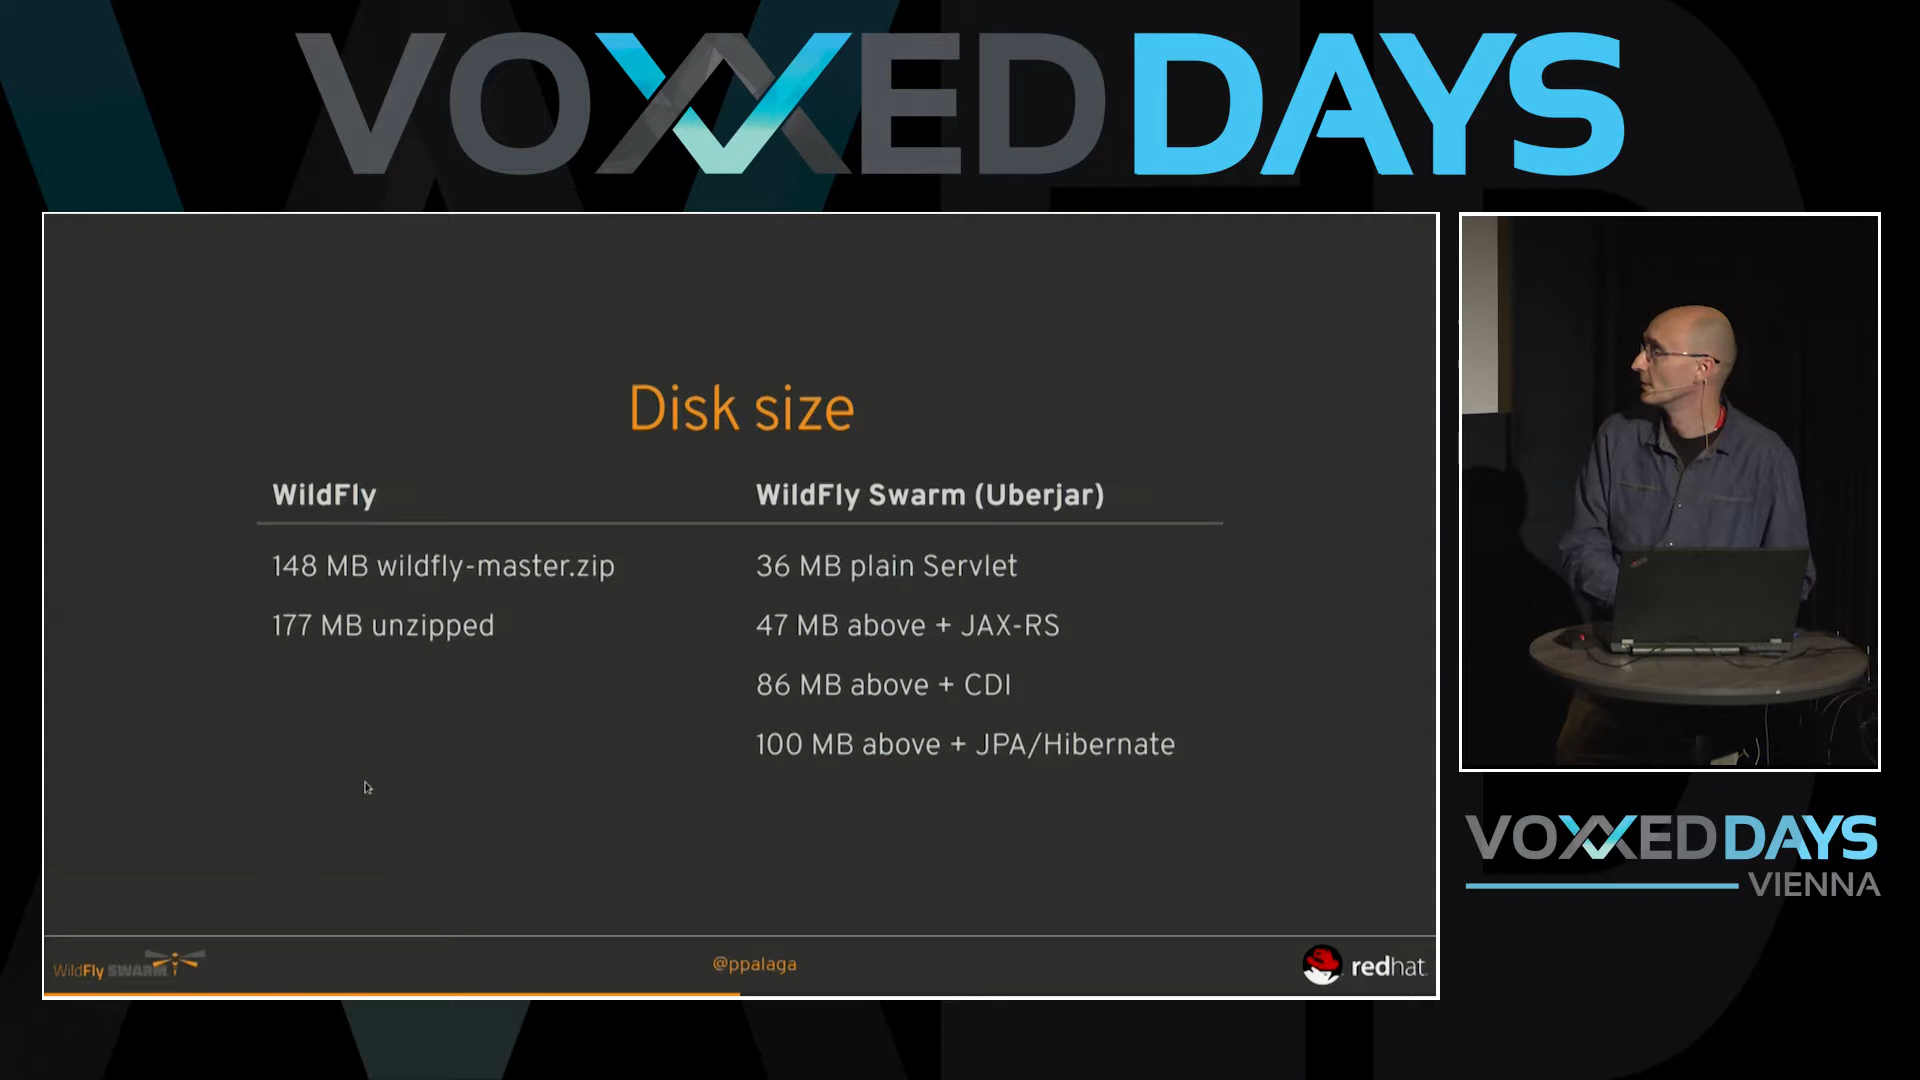 VOXXED DAYS
Disk size
WildFly WildFly Swarm (Uberjar)
148 MB wildfly-master.zip 36 MB plain Servlet
177 MB unzipped 47 MB above + JAX-RS
86 MB above + CDI
100 MB above + JPA/Hibernate
WildFly SWARM @ppalaga redhat.
VOXXED DAYS
VIENNA